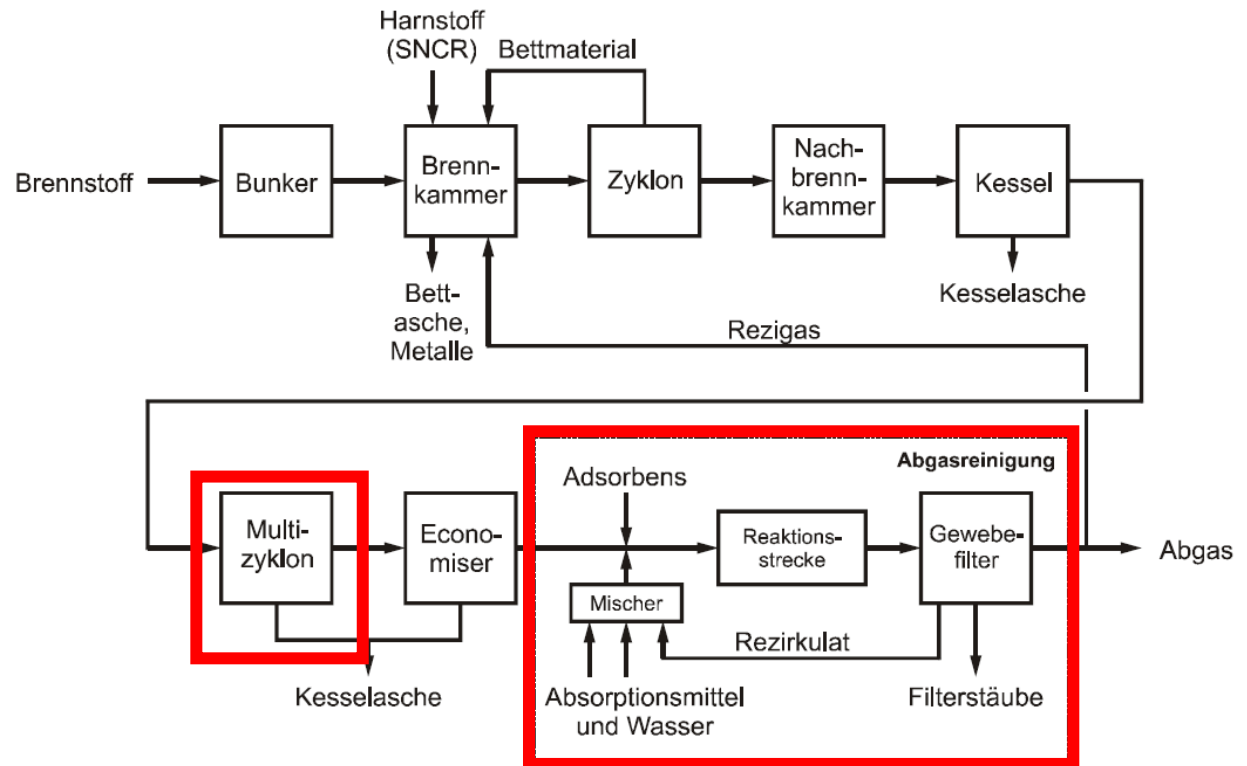 Harnstoff
(SNCR)
Bettmaterial
Brennstoff
Bunker
Brenn-
kammer
Zyklon
Nach-
brenn-
kammer
Kessel
Bett-
asche,
Metalle
Kesselasche
Rezigas
Abgasreinigung
Adsorbens
Multi-
zyklon
Econo-
miser
Reaktions-
strecke
Gewebe-
filter
Abgas
Mischer
Rezirkulat
Kesselasche
Absorptionsmittel
und Wasser
Filterstäube